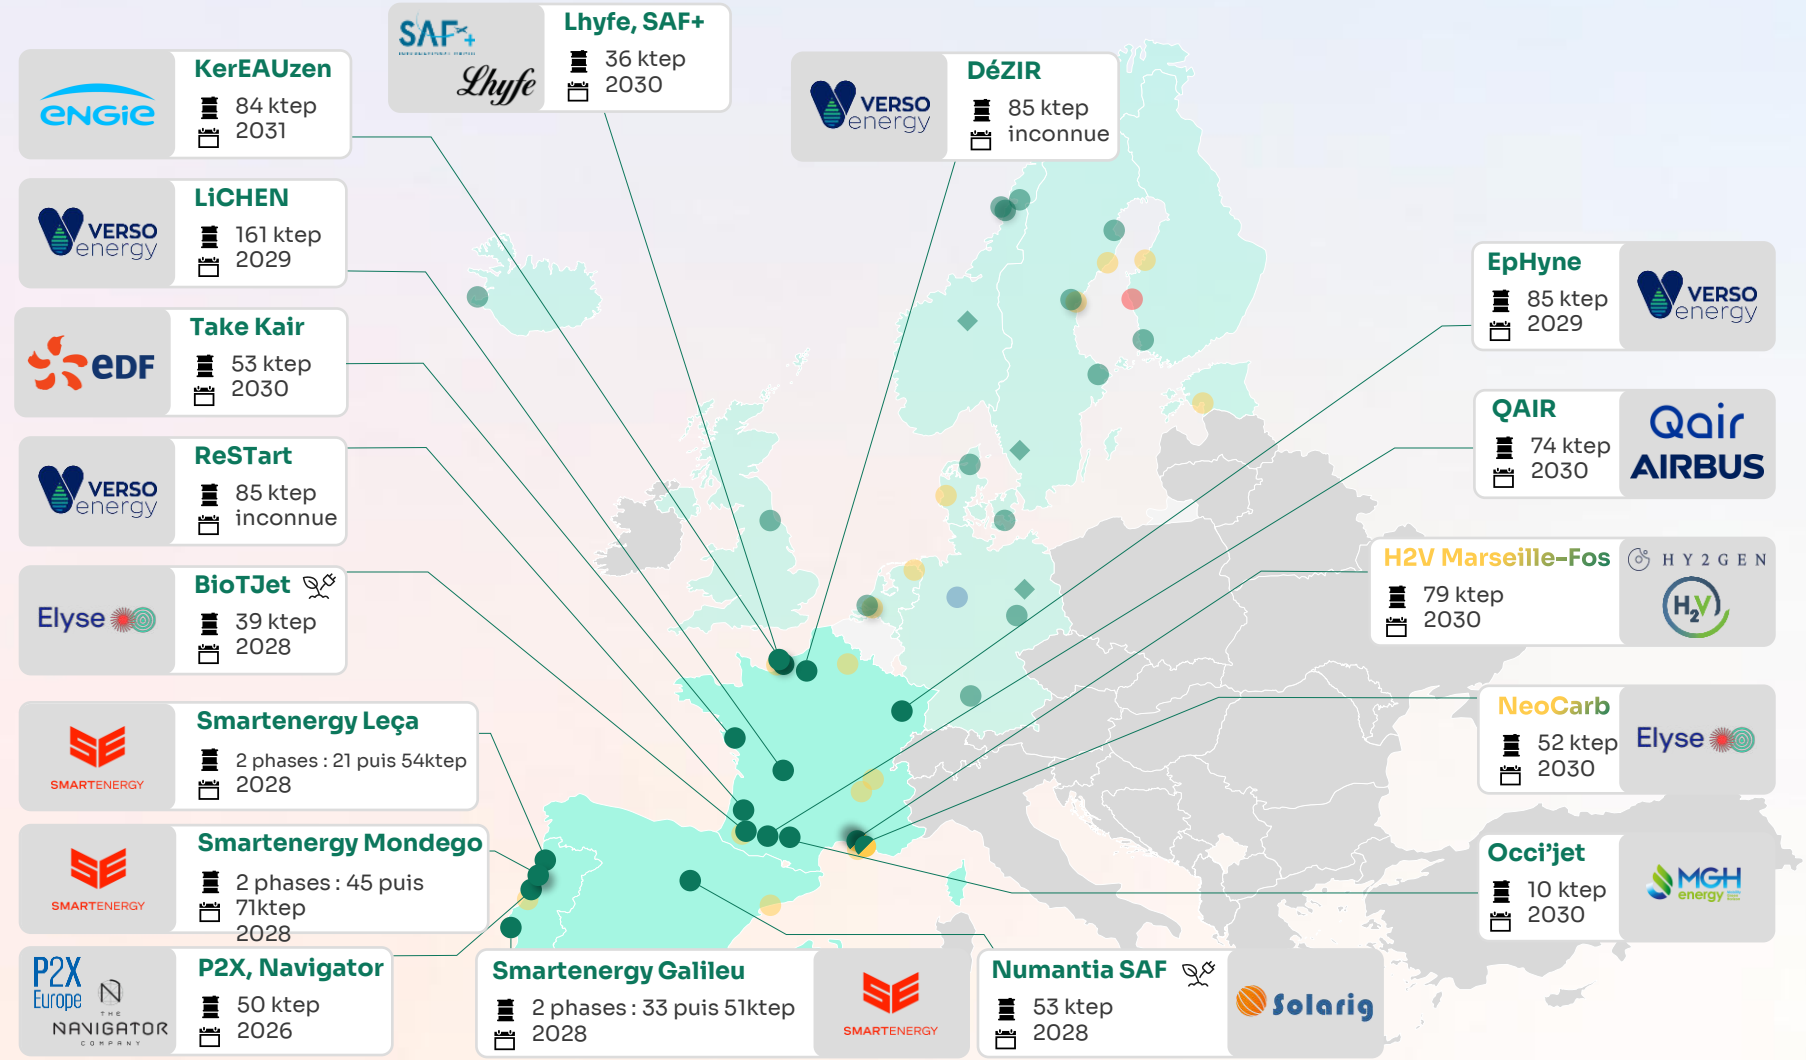 SAF+
Lhyfe
Lhyfe, SAF+
36 ktep
2030
ENGIE
KerEAUzen
84 ktep
2031
VERSO
energy
DéZIR
85 ktep
inconnue
VERSO
energy
LiCHEN
161 ktep
2029
EDF
Take Kair
53 ktep
2030
VERSO
energy
ReSTart
85 ktep
inconnue
Elyse
BioTJet
39 ktep
2028
SMARTENERGY
Smartenergy Leça
2 phases : 21 puis 54ktep
2028
SMARTENERGY
Smartenergy Mondego
2 phases : 45 puis
71ktep
2028
P2X
Europe
THE
NAVIGATOR
COMPANY
P2X, Navigator
50 ktep
2026
Smartenergy Galileu
2 phases : 33 puis 51ktep
2028
SMARTENERGY
Numantia SAF
53 ktep
2028
Solarig
EpHyne
85 ktep
2029
VERSO
energy
QAIR
74 ktep
2030
Qair
AIRBUS
H2V Marseille-Fos
79 ktep
2030
HY2GEN
H2V
NeoCarb
52 ktep
2030
Elyse
Occi’jet
10 ktep
2030
MGH
energy